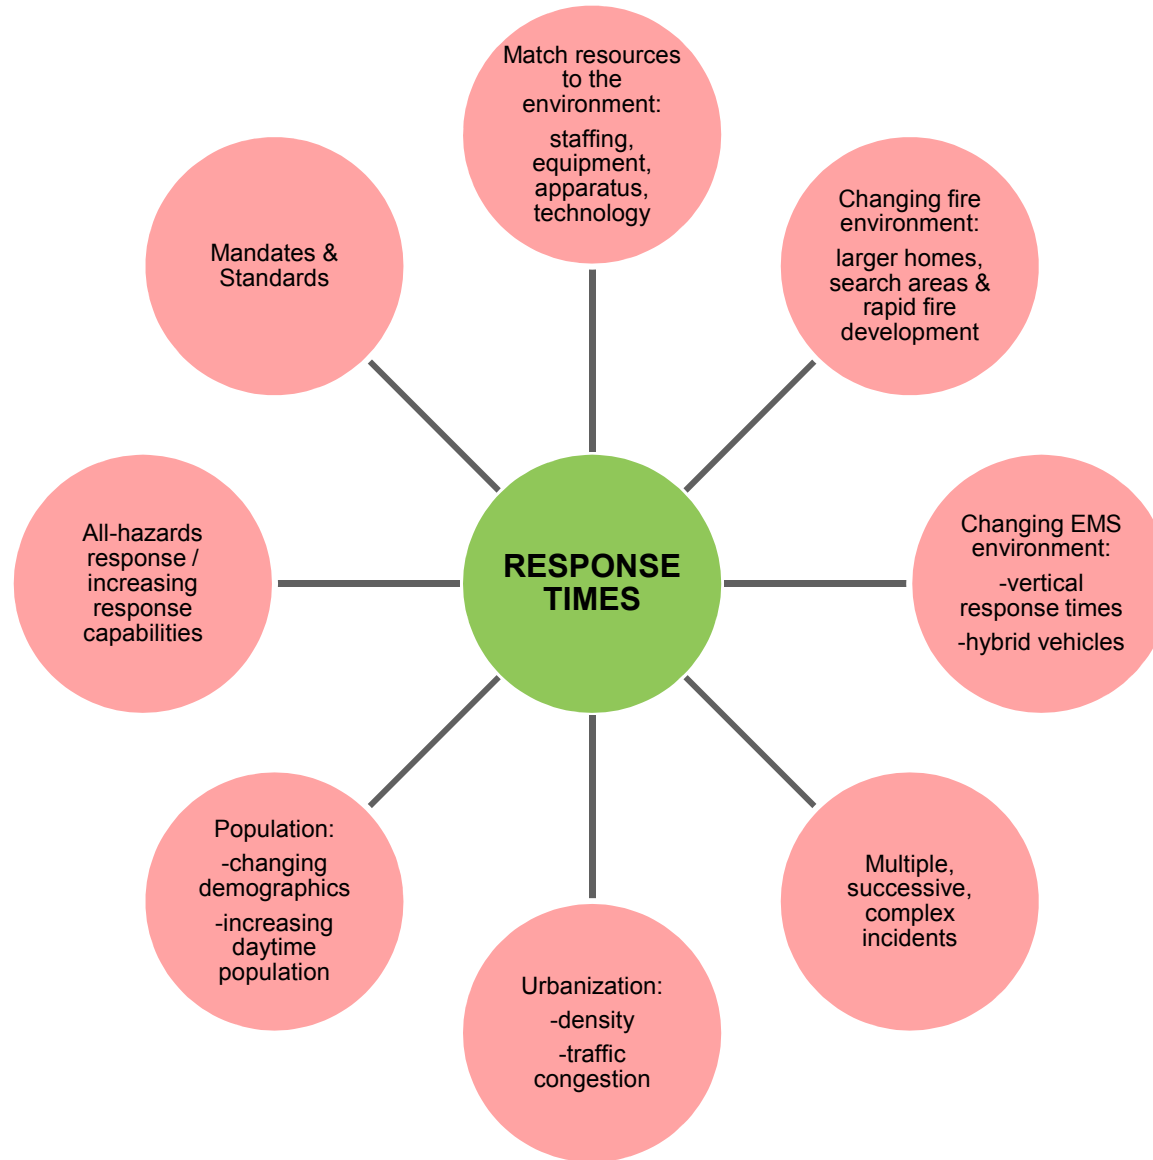 Match resources
to the
environment:
staffing,
equipment,
apparatus,
technology
Changing fire
environment:
larger homes,
search areas &
rapid fire
development
Changing EMS
environment:
-vertical
response times
-hybrid vehicles
Multiple,
successive,
complex
incidents
Urbanization:
-density
-traffic
congestion
Population:
-changing
demographics
-increasing
daytime
population
All-hazards
response /
increasing
response
capabilities
Mandates &
Standards
RESPONSE
TIMES